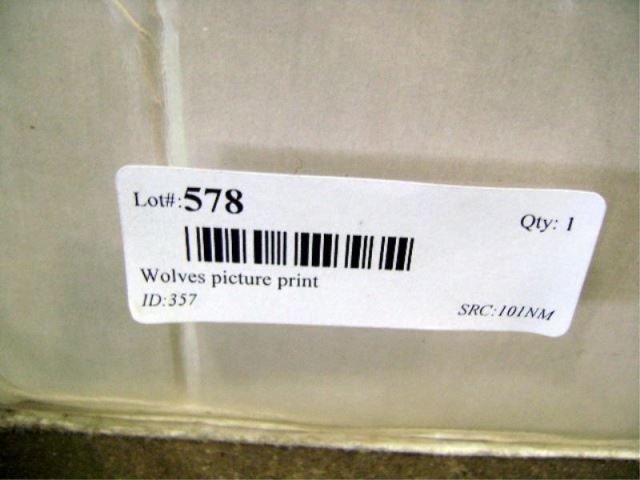 Lot#:578
Qty: 1
Wolves picture print
ID:357
SRC:101NM